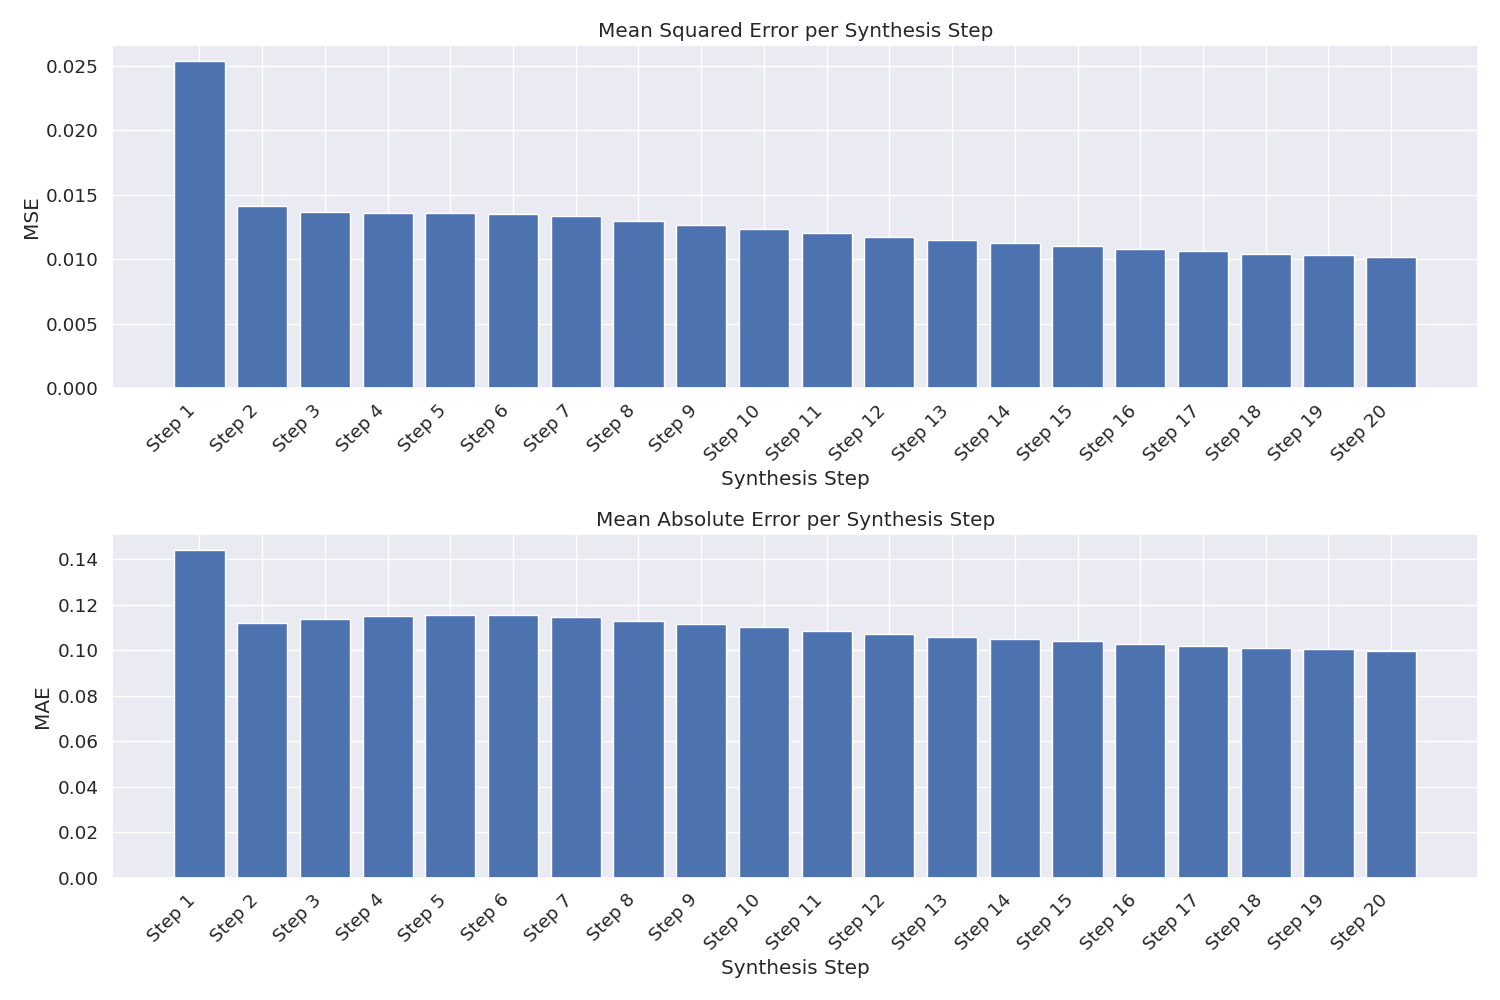 Mean Squared Error per Synthesis Step
MSE
0.025
0.020
0.015
0.010
0.005
0.000
Step 1 Step 2 Step 3 Step 4 Step 5 Step 6 Step 7 Step 8 Step 9 Step 10 Step 11 Step 12 Step 13 Step 14 Step 15 Step 16 Step 17 Step 18 Step 19 Step 20
Synthesis Step
Mean Absolute Error per Synthesis Step
MAE
0.14
0.12
0.10
0.08
0.06
0.04
0.02
0.00
Step 1 Step 2 Step 3 Step 4 Step 5 Step 6 Step 7 Step 8 Step 9 Step 10 Step 11 Step 12 Step 13 Step 14 Step 15 Step 16 Step 17 Step 18 Step 19 Step 20
Synthesis Step